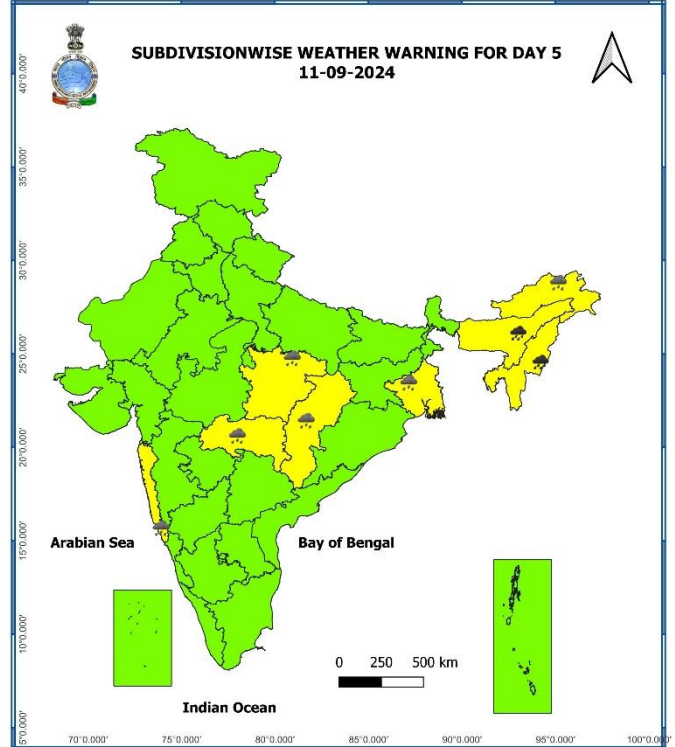 SUBDIVISIONWISE WEATHER WARNING FOR DAY 5
11-09-2024
40°0.000'
35°0.000'
30°0.000'
25°0.000'
20°0.000'
15°0.000'
10°0.000'
5°0.000'
Arabian Sea
Bay of Bengal
0 250 500 km
Indian Ocean
70°0.000' 75°0.000' 80°0.000' 85°0.000' 90°0.000' 95°0.000' 100°0.000'